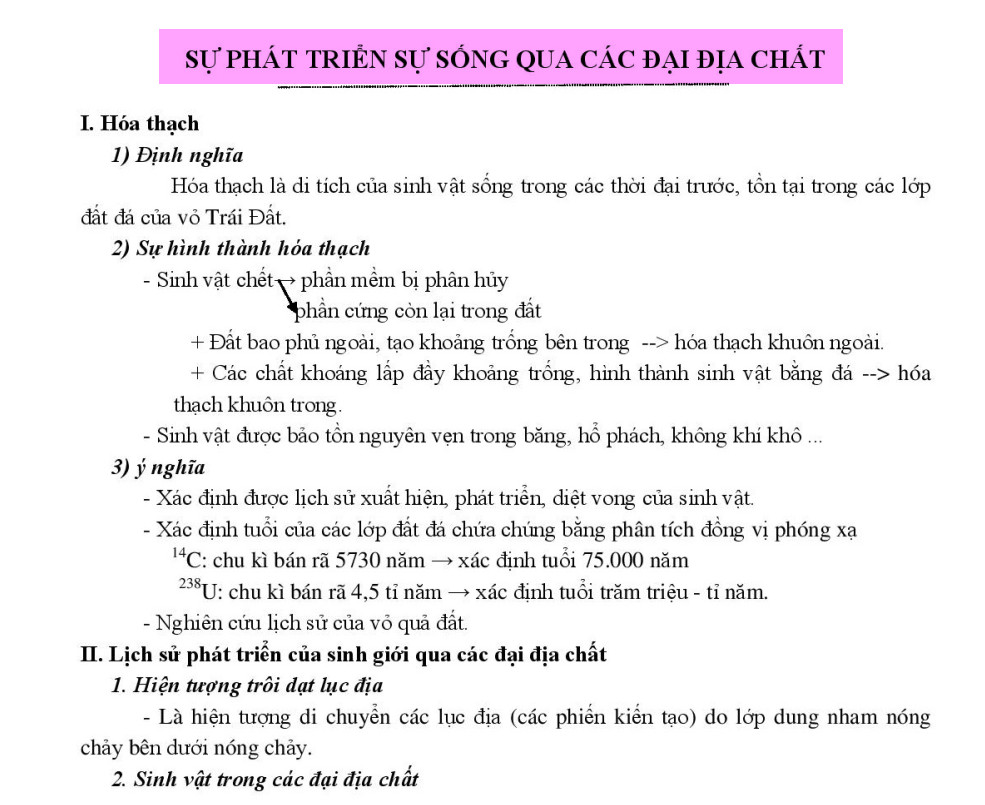 SỰ PHÁT TRIỂN SỰ SỐNG QUA CÁC ĐẠI ĐỊA CHẤT
I. Hóa thạch
1) Định nghĩa
Hóa thạch là di tích của sinh vật sống trong các thời đại trước, tồn tại trong các lớp
đất đá của vỏ Trái Đất.
2) Sự hình thành hóa thạch
- Sinh vật chết → phần mềm bị phân hủy
phần cứng còn lại trong đất
+ Đất bao phủ ngoài, tạo khoảng trống bên trong --> hóa thạch khuôn ngoài.
+ Các chất khoáng lấp đầy khoảng trống, hình thành sinh vật bằng đá --> hóa
thạch khuôn trong.
- Sinh vật được bảo tồn nguyên vẹn trong băng, hổ phách, không khí khô ...
3) ý nghĩa
- Xác định được lịch sử xuất hiện, phát triển, diệt vong của sinh vật.
- Xác định tuổi của các lớp đất đá chứa chúng bằng phân tích đồng vị phóng xạ
¹⁴C: chu kì bán rã 5730 năm → xác định tuổi 75.000 năm
²³⁸U: chu kì bán rã 4,5 tỉ năm → xác định tuổi trăm triệu - tỉ năm.
- Nghiên cứu lịch sử của vỏ quả đất.
II. Lịch sử phát triển của sinh giới qua các đại địa chất
1. Hiện tượng trôi dạt lục địa
- Là hiện tượng di chuyển các lục địa (các phiến kiến tạo) do lớp dung nham nóng
chảy bên dưới nóng chảy.
2. Sinh vật trong các đại địa chất